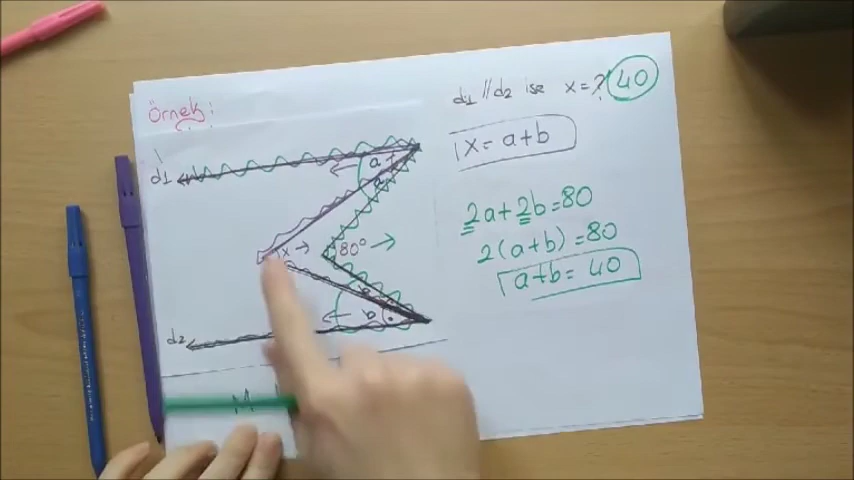 Örnek:
d1 // d2 ise x = ? 40
x = a+b
d1
a
a
2a+2b=80
2(a+b) = 80
a+b = 40
x
80°
b
b
d2